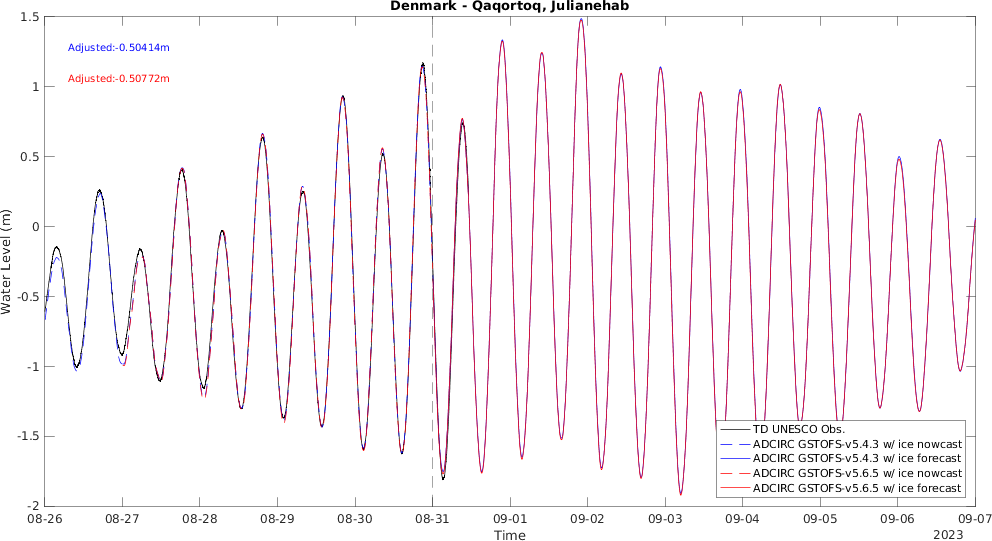 Denmark - Qaqortoq, Julianehab
Adjusted:-0.50414m
Adjusted:-0.50772m
Water Level (m)
1.5
1
0.5
0
-0.5
-1
-1.5
-2
TD UNESCO Obs.
ADCIRC GSTOFS-v5.4.3 w/ ice nowcast
ADCIRC GSTOFS-v5.4.3 w/ ice forecast
ADCIRC GSTOFS-v5.6.5 w/ ice nowcast
ADCIRC GSTOFS-v5.6.5 w/ ice forecast
08-26 08-27 08-28 08-29 08-30 08-31 09-01 09-02 09-03 09-04 09-05 09-06 09-07
Time
2023